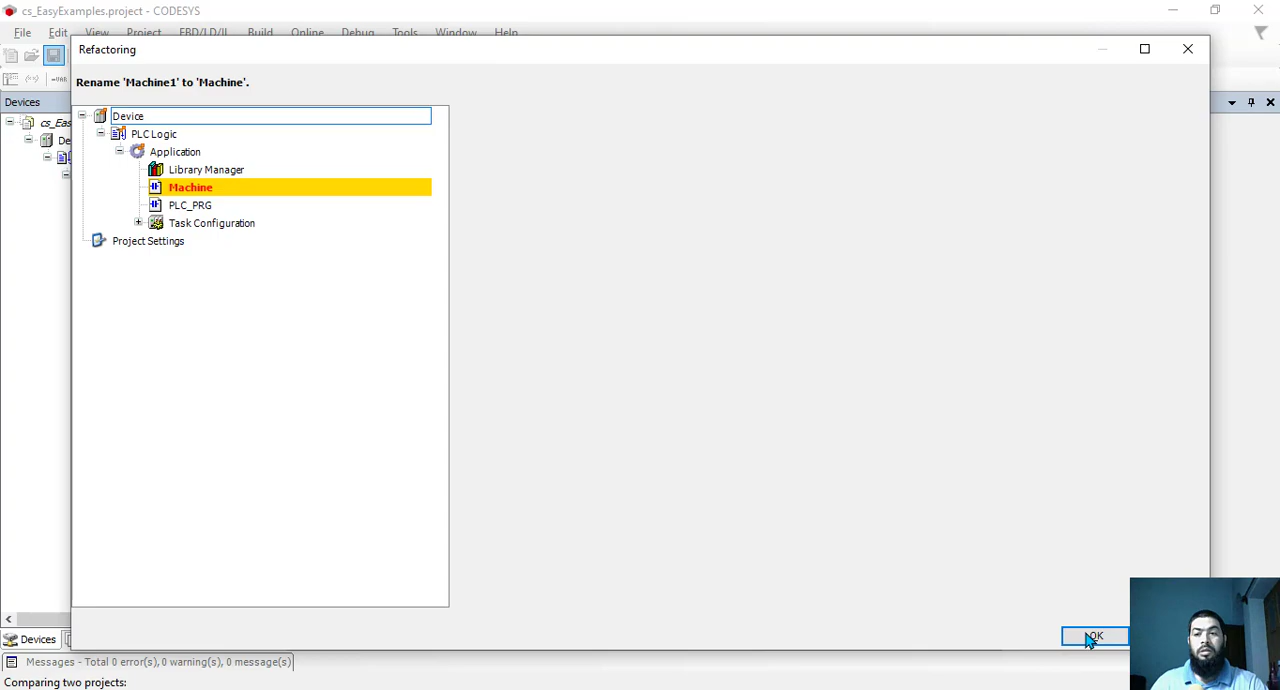 cs_EasyExamples.project - CODESYS
File Edit View Project FBD/LD/IL Build Online Debug Tools Window Help
Refactoring
Rename 'Machine1' to 'Machine'.
Devices
cs_Eas
De
Device
PLC Logic
Application
Library Manager
Machine
PLC_PRG
Task Configuration
Project Settings
OK
Devices
Messages - Total 0 error(s), 0 warning(s), 0 message(s)
Comparing two projects: